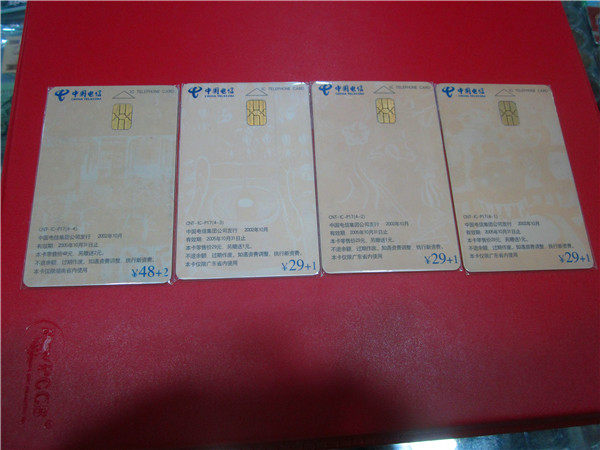 中国电信
CHINA TELECOM
IC TELEPHONE CARD
CNT-IC-P17(4-4)
中国电信集团公司发行 2002年10月
有效期 2005年10月31日止
本卡零售价48元，另赠送2元。
不退余额，过期作废，如遇资费调整，执行新资费。
本卡仅限湖南省内使用
¥48+2
中国电信
CHINA TELECOM
IC TELEPHONE CARD
CNT-IC-P17(4-3)
中国电信集团公司发行 2002年10月
有效期 2005年10月31日止
本卡零售价29元，另赠送1元。
不退余额，过期作废，如遇资费调整，执行新资费。
本卡仅限广东省内使用
¥29+1
中国电信
CHINA TELECOM
IC TELEPHONE CARD
CNT-IC-P17(4-2)
中国电信集团公司发行 2002年10月
有效期 2005年10月31日止
本卡零售价29元，另赠送1元。
不退余额，过期作废，如遇资费调整，执行新资费。
本卡仅限广东省内使用
¥29+1
中国电信
CHINA TELECOM
IC TELEPHONE CARD
CNT-IC-P17(4-1)
中国电信集团公司发行 2002年10月
有效期 2005年10月31日止
本卡零售价29元，另赠送1元。
不退余额，过期作废，如遇资费调整，执行新资费。
本卡仅限广东省内使用
¥29+1